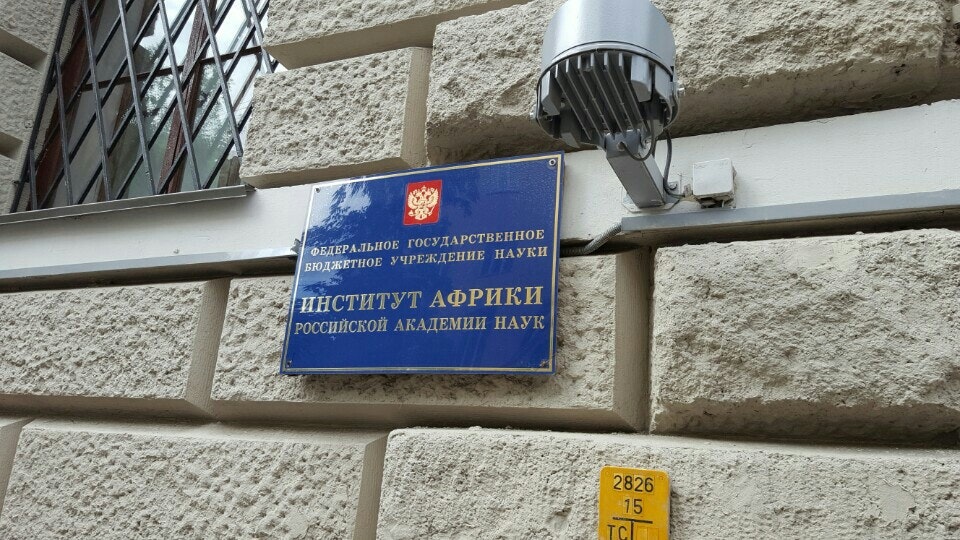 ФЕДЕРАЛЬНОЕ ГОСУДАРСТВЕННОЕ
БЮДЖЕТНОЕ УЧРЕЖДЕНИЕ НАУКИ
ИНСТИТУТ АФРИКИ
РОССИЙСКОЙ АКАДЕМИИ НАУК
2826
15
ТС